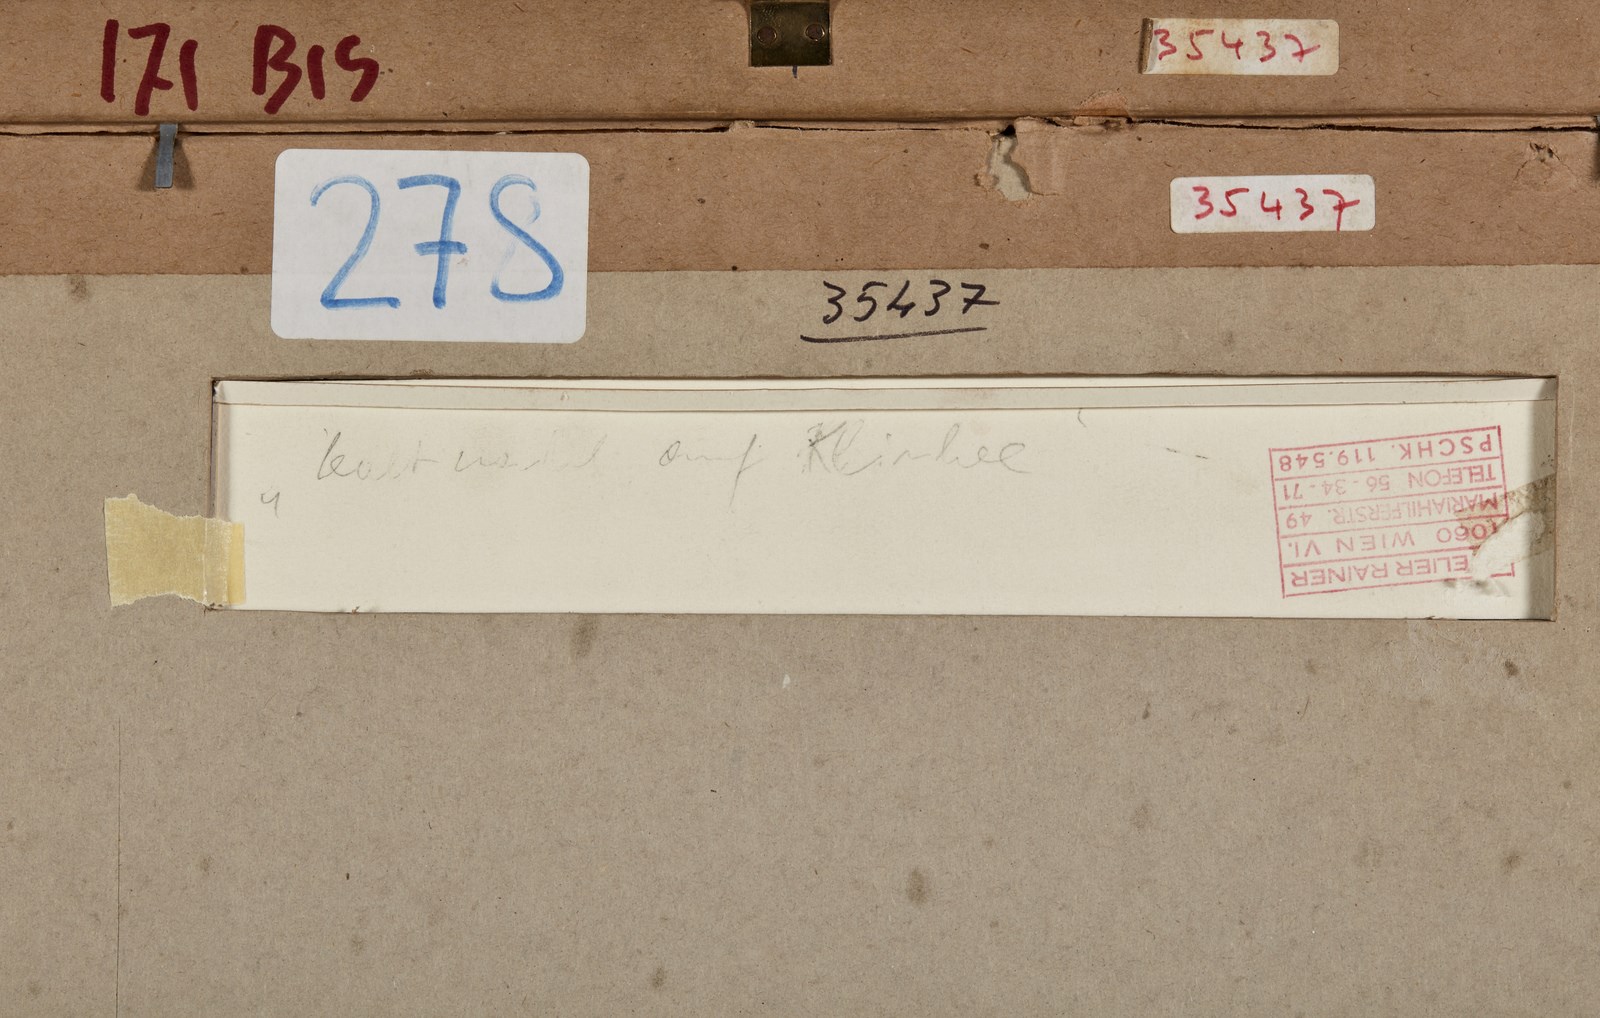 171 BIS
35437
278
35437
35437
auf
ELIER RAINER
1060 WIEN VI.
MARIAHILFERSTR. 49
TELEFON 56-34-71
PSCHK. 119.548